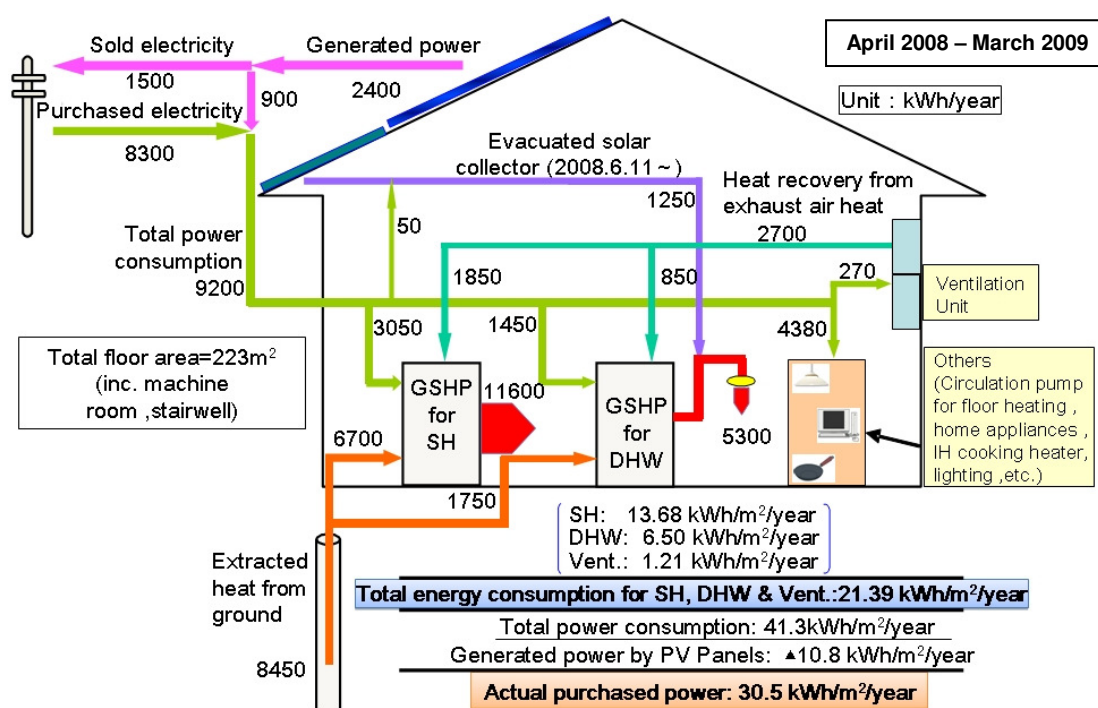 April 2008 – March 2009
Unit : kWh/year
Sold electricity
1500
Generated power
2400
900
Purchased electricity
8300
Evacuated solar
collector (2008.6.11 ~)
1250
Heat recovery from
exhaust air heat
2700
50
Total power
consumption
9200
1850
850
270
Ventilation
Unit
3050
1450
4380
Total floor area=223m²
(inc. machine
room ,stairwell)
GSHP
for
SH
11600
GSHP
for
DHW
5300
Others
(Circulation pump
for floor heating ,
home appliances ,
IH cooking heater,
lighting ,etc.)
6700
1750
Extracted
heat from
ground
8450
SH: 13.68 kWh/m²/year
DHW: 6.50 kWh/m²/year
Vent.: 1.21 kWh/m²/year
Total energy consumption for SH, DHW & Vent.:21.39 kWh/m²/year
Total power consumption: 41.3kWh/m²/year
Generated power by PV Panels: ▲10.8 kWh/m²/year
Actual purchased power: 30.5 kWh/m²/year